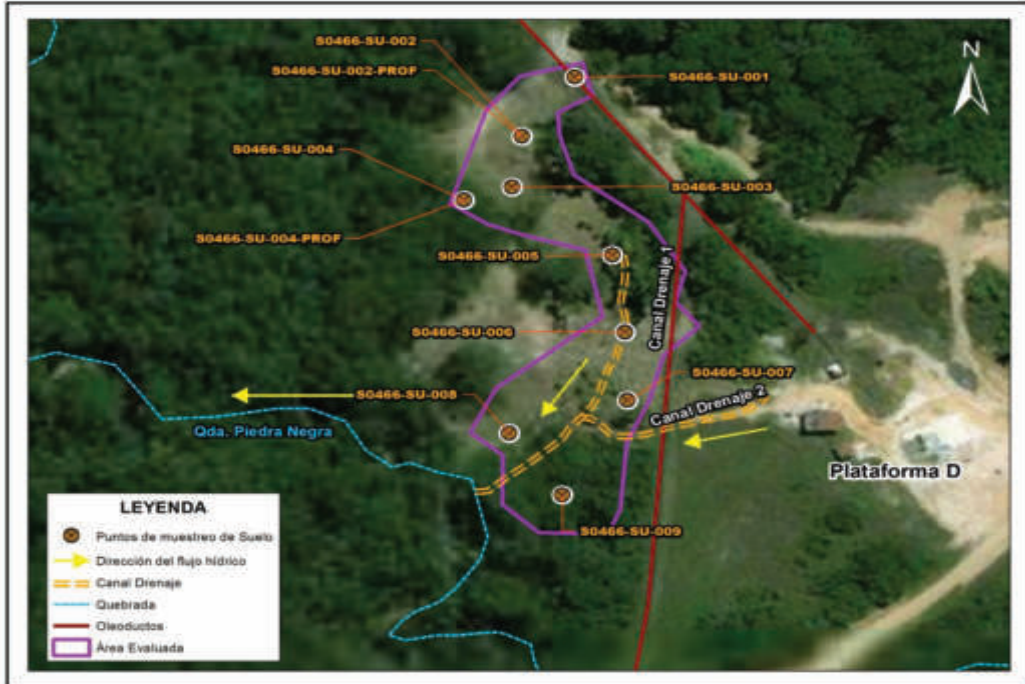 S0466-SU-002
S0466-SU-002-PROF
S0466-SU-001
N
S0466-SU-004
S0466-SU-003
S0466-SU-004-PROF
S0466-SU-005
Canal Drenaje 1
S0466-SU-006
S0466-SU-007
S0466-SU-008
Canal Drenaje 2
Qda. Piedra Negra
Plataforma D
S0466-SU-009
LEYENDA
Puntos de muestreo de Suelo
Dirección del flujo hídrico
Canal Drenaje
Quebrada
Oleoductos
Área Evaluada